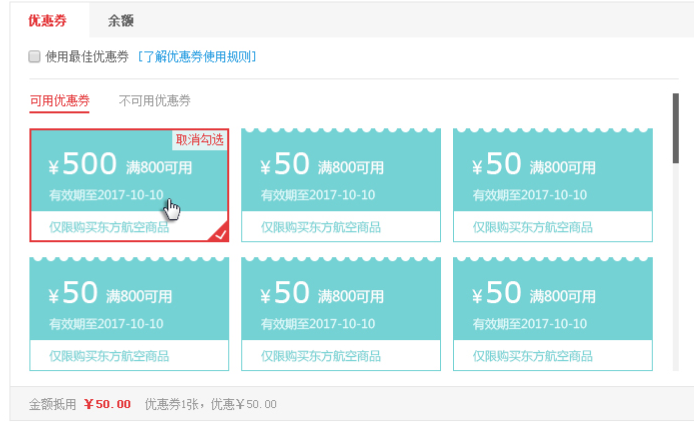 优惠券 余额
使用最佳优惠券 [了解优惠券使用规则]
可用优惠券 不可用优惠券
取消勾选
¥500 满800可用
有效期至2017-10-10
仅限购买东方航空商品
¥50 满800可用
有效期至2017-10-10
仅限购买东方航空商品
¥50 满800可用
有效期至2017-10-10
仅限购买东方航空商品
¥50 满800可用
有效期至2017-10-10
仅限购买东方航空商品
¥50 满800可用
有效期至2017-10-10
仅限购买东方航空商品
¥50 满800可用
有效期至2017-10-10
仅限购买东方航空商品
金额抵用 ¥50.00 优惠券1张，优惠¥50.00